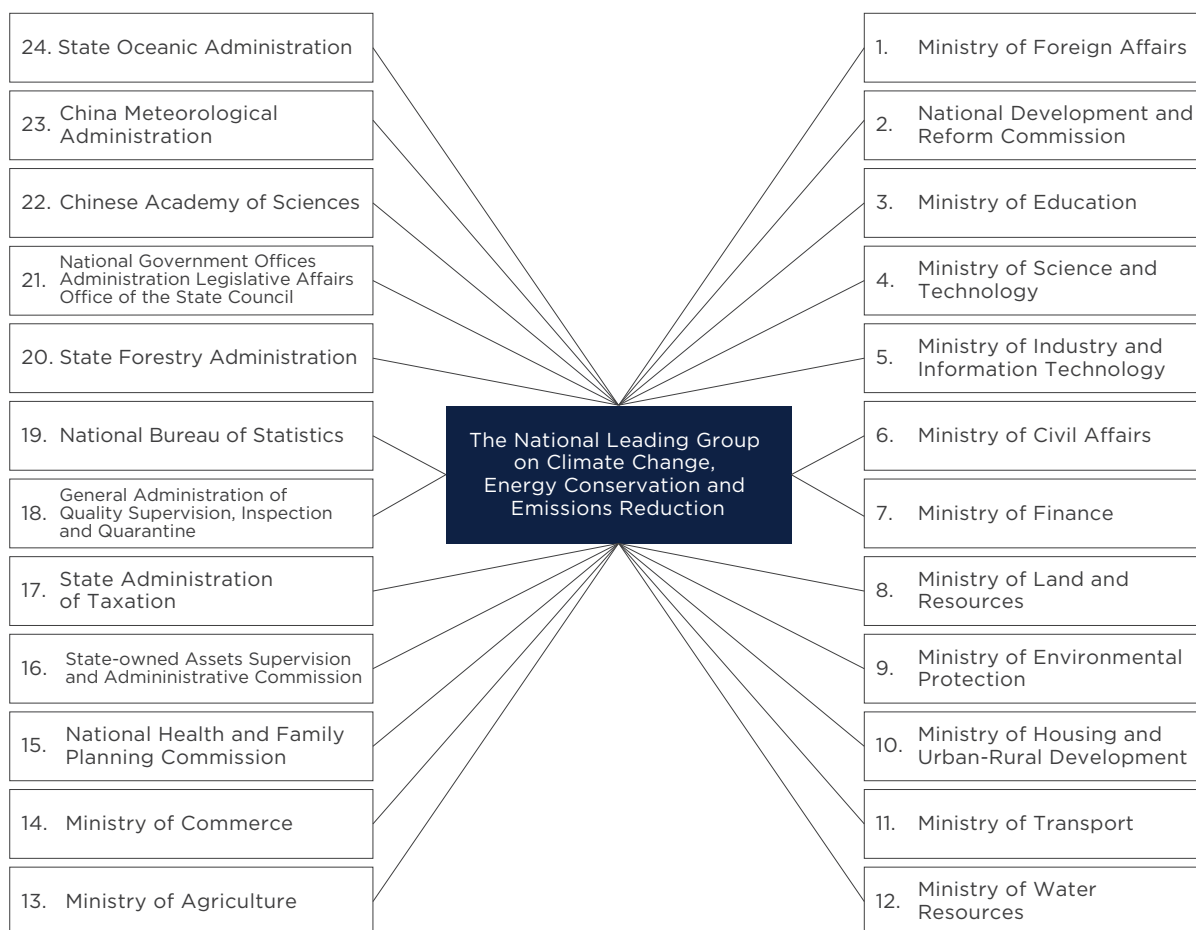 24. State Oceanic Administration
23. China Meteorological
Administration
22. Chinese Academy of Sciences
21. National Government Offices
Administration Legislative Affairs
Office of the State Council
20. State Forestry Administration
19. National Bureau of Statistics
18. General Administration of
Quality Supervision, Inspection
and Quarantine
17. State Administration
of Taxation
16. State-owned Assets Supervision
and Admininistrative Commission
15. National Health and Family
Planning Commission
14. Ministry of Commerce
13. Ministry of Agriculture
The National Leading Group
on Climate Change,
Energy Conservation and
Emissions Reduction
1. Ministry of Foreign Affairs
2. National Development and
Reform Commission
3. Ministry of Education
4. Ministry of Science and
Technology
5. Ministry of Industry and
Information Technology
6. Ministry of Civil Affairs
7. Ministry of Finance
8. Ministry of Land and
Resources
9. Ministry of Environmental
Protection
10. Ministry of Housing and
Urban-Rural Development
11. Ministry of Transport
12. Ministry of Water
Resources